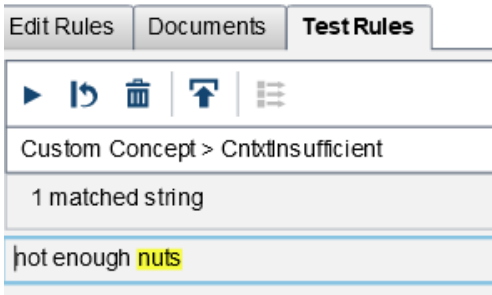 Edit Rules Documents Test Rules
Custom Concept > CntxtInsufficient
1 matched string
not enough nuts